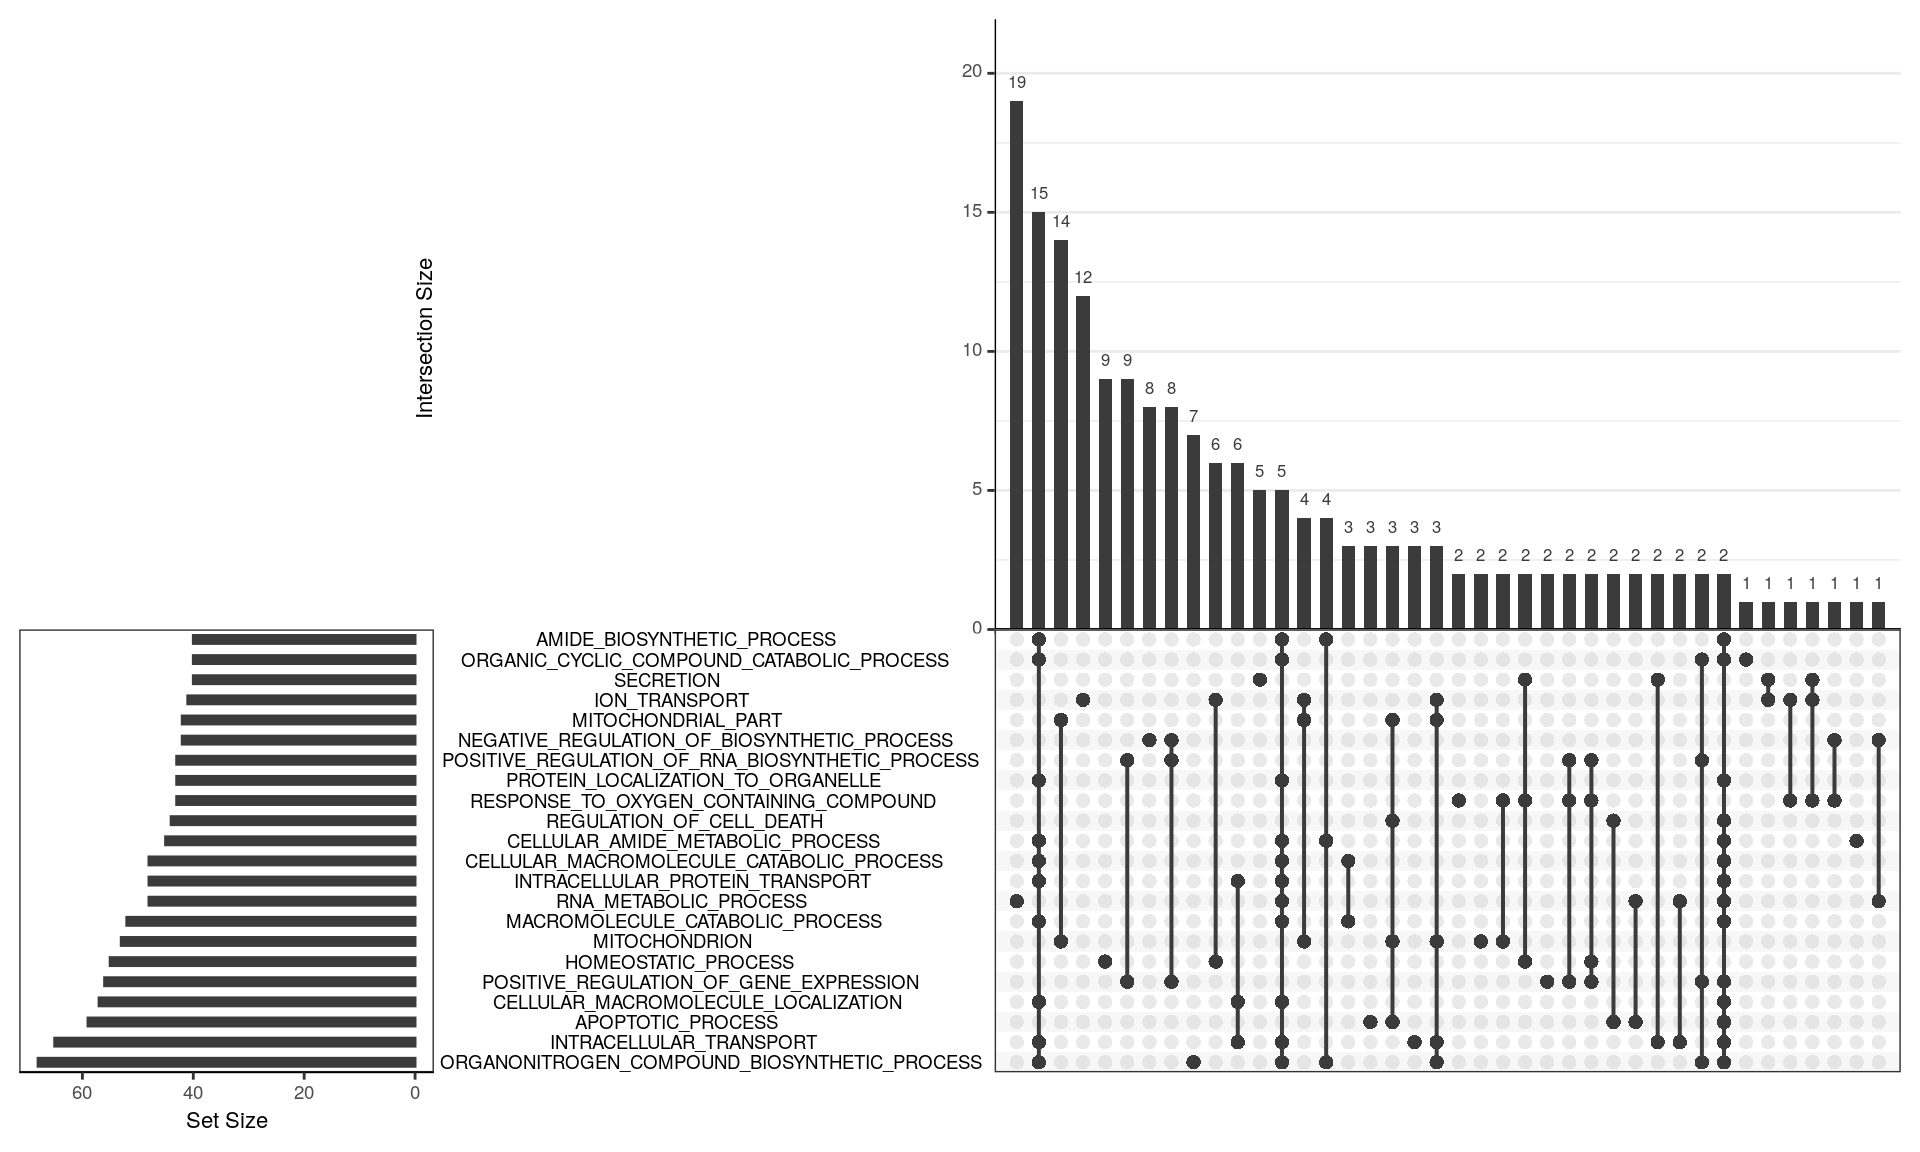 20
15
10
5
0
Intersection Size
19
15
14
12
9 9
8 8
7
6 6
5 5
4 4
3 3 3 3 3
2 2 2 2 2 2 2 2 2 2 2 2 2
1 1 1 1 1 1 1
AMIDE_BIOSYNTHETIC_PROCESS
ORGANIC_CYCLIC_COMPOUND_CATABOLIC_PROCESS
SECRETION
ION_TRANSPORT
MITOCHONDRIAL_PART
NEGATIVE_REGULATION_OF_BIOSYNTHETIC_PROCESS
POSITIVE_REGULATION_OF_RNA_BIOSYNTHETIC_PROCESS
PROTEIN_LOCALIZATION_TO_ORGANELLE
RESPONSE_TO_OXYGEN_CONTAINING_COMPOUND
REGULATION_OF_CELL_DEATH
CELLULAR_AMIDE_METABOLIC_PROCESS
CELLULAR_MACROMOLECULE_CATABOLIC_PROCESS
INTRACELLULAR_PROTEIN_TRANSPORT
RNA_METABOLIC_PROCESS
MACROMOLECULE_CATABOLIC_PROCESS
MITOCHONDRION
HOMEOSTATIC_PROCESS
POSITIVE_REGULATION_OF_GENE_EXPRESSION
CELLULAR_MACROMOLECULE_LOCALIZATION
APOPTOTIC_PROCESS
INTRACELLULAR_TRANSPORT
ORGANONITROGEN_COMPOUND_BIOSYNTHETIC_PROCESS
60 40 20 0
Set Size